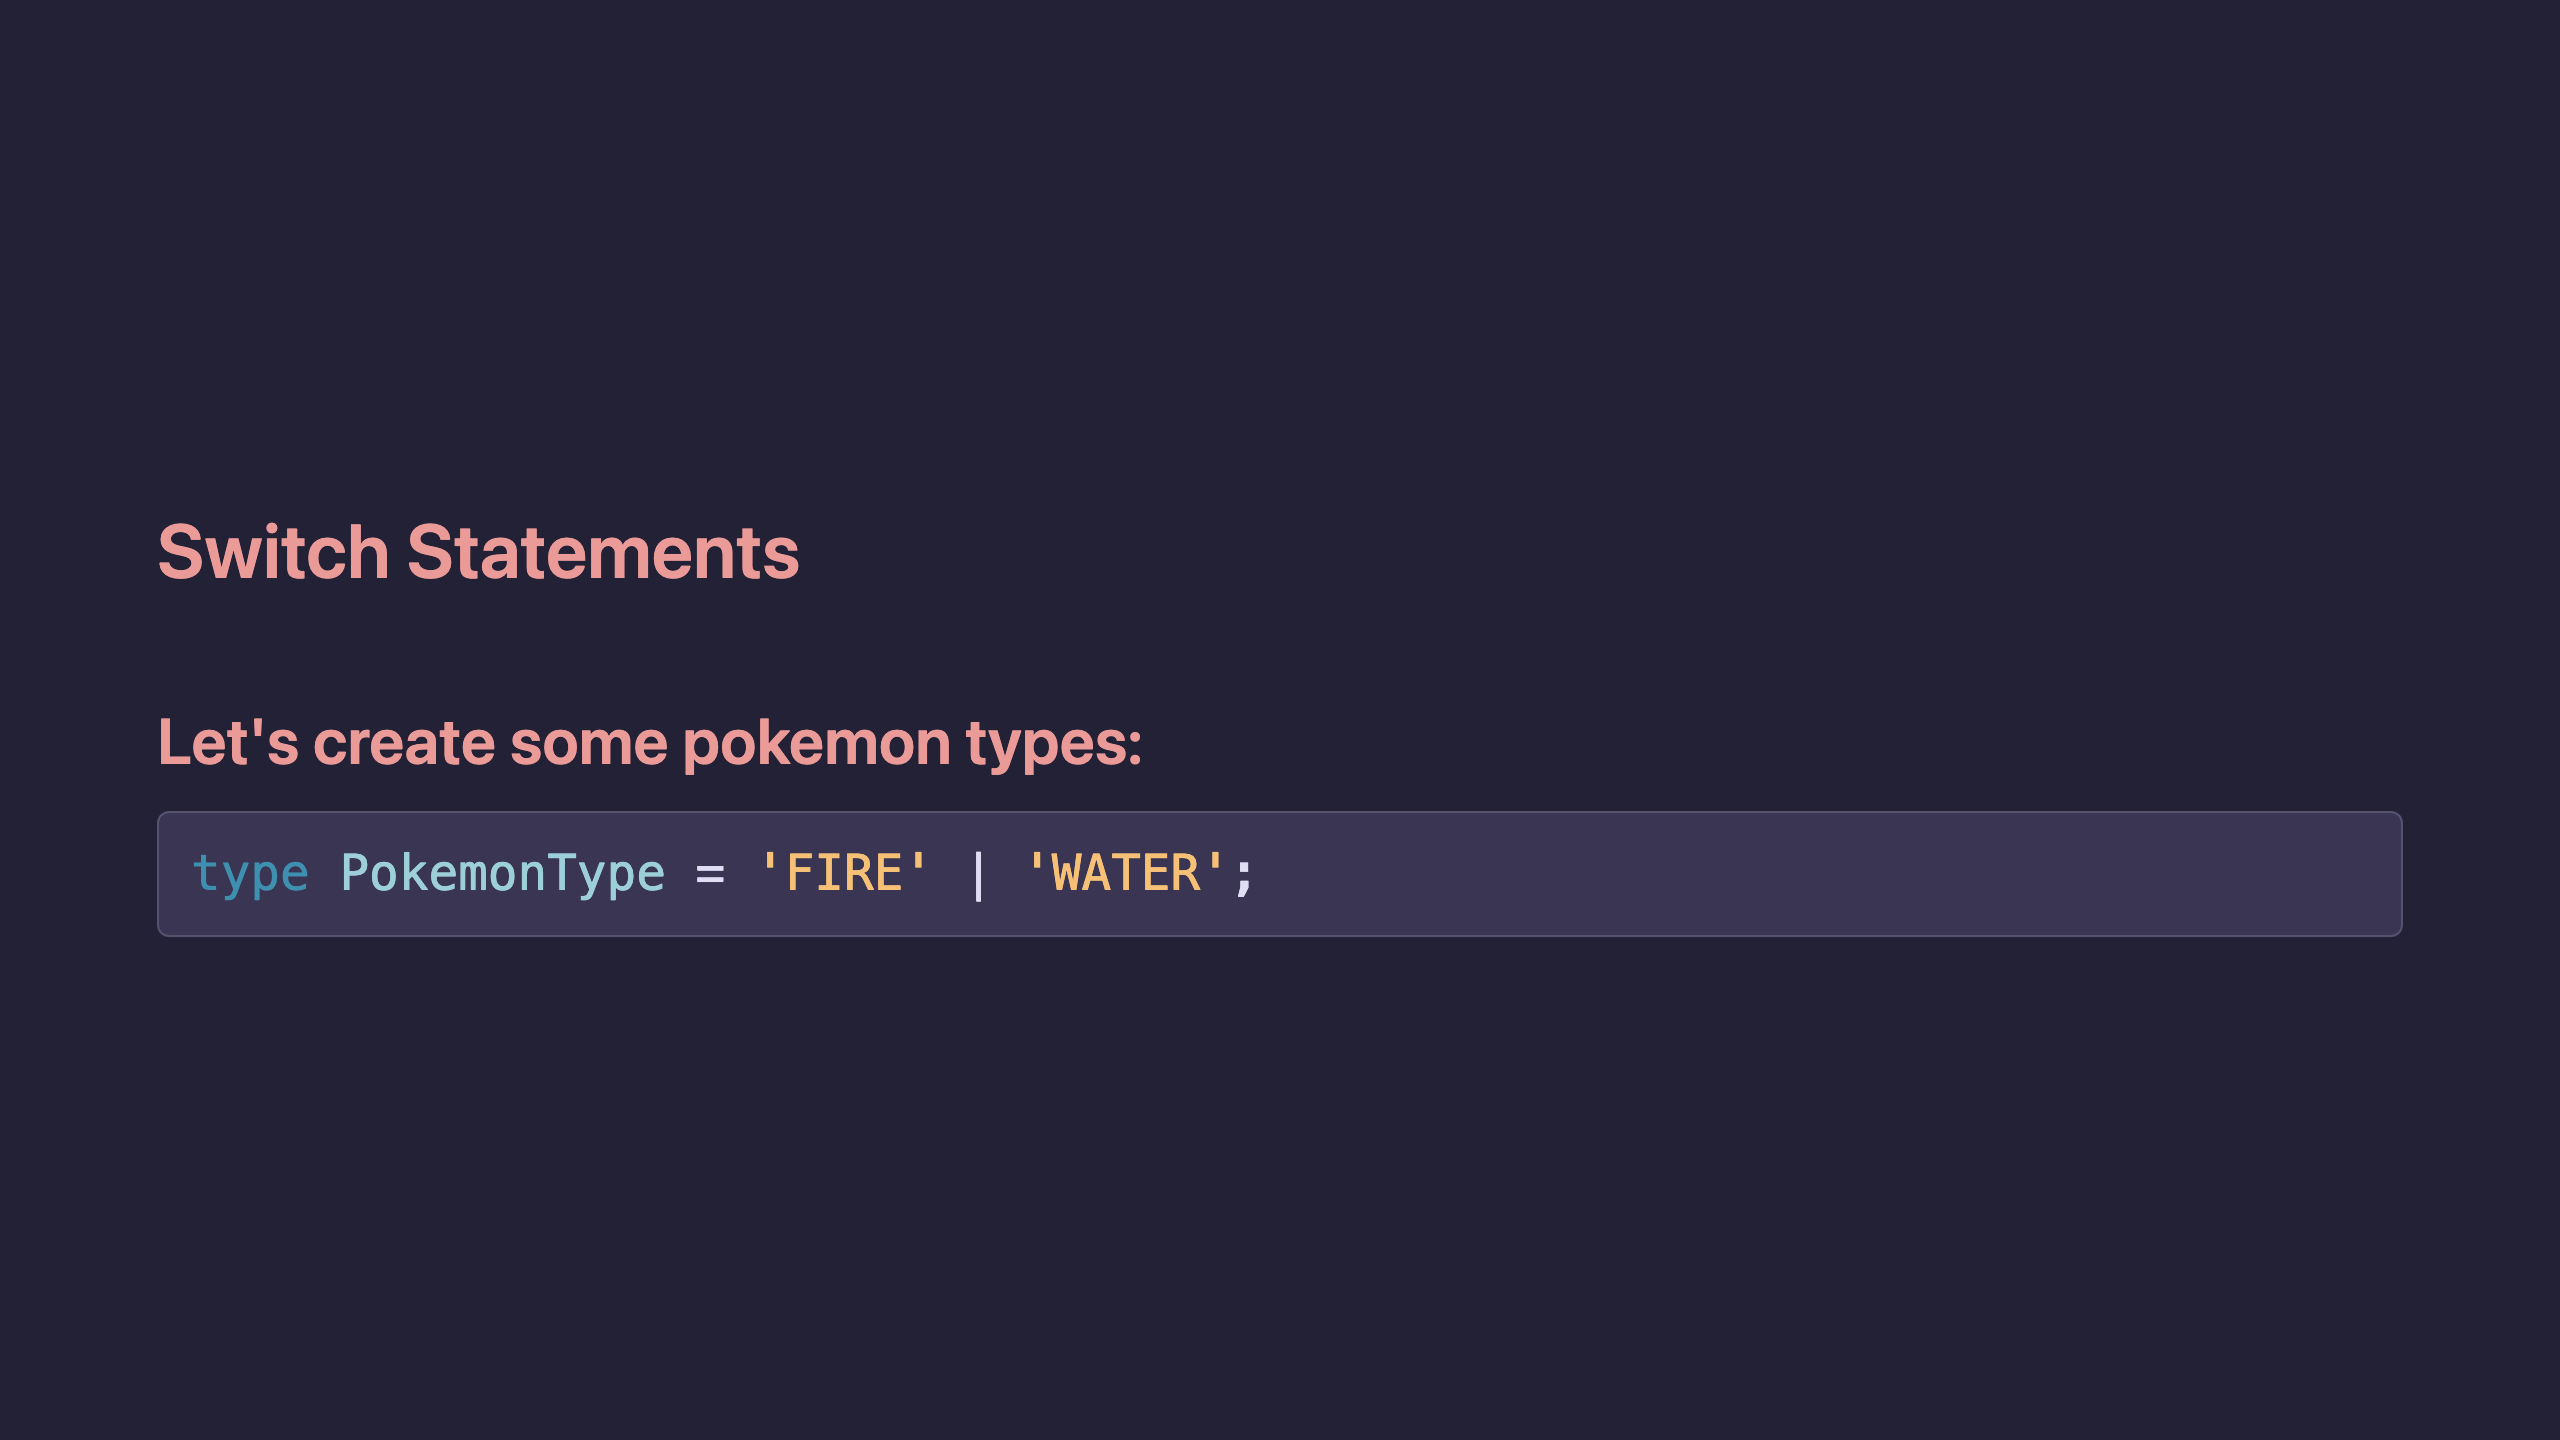 Switch Statements
Let's create some pokemon types:
type PokemonType = 'FIRE' | 'WATER';